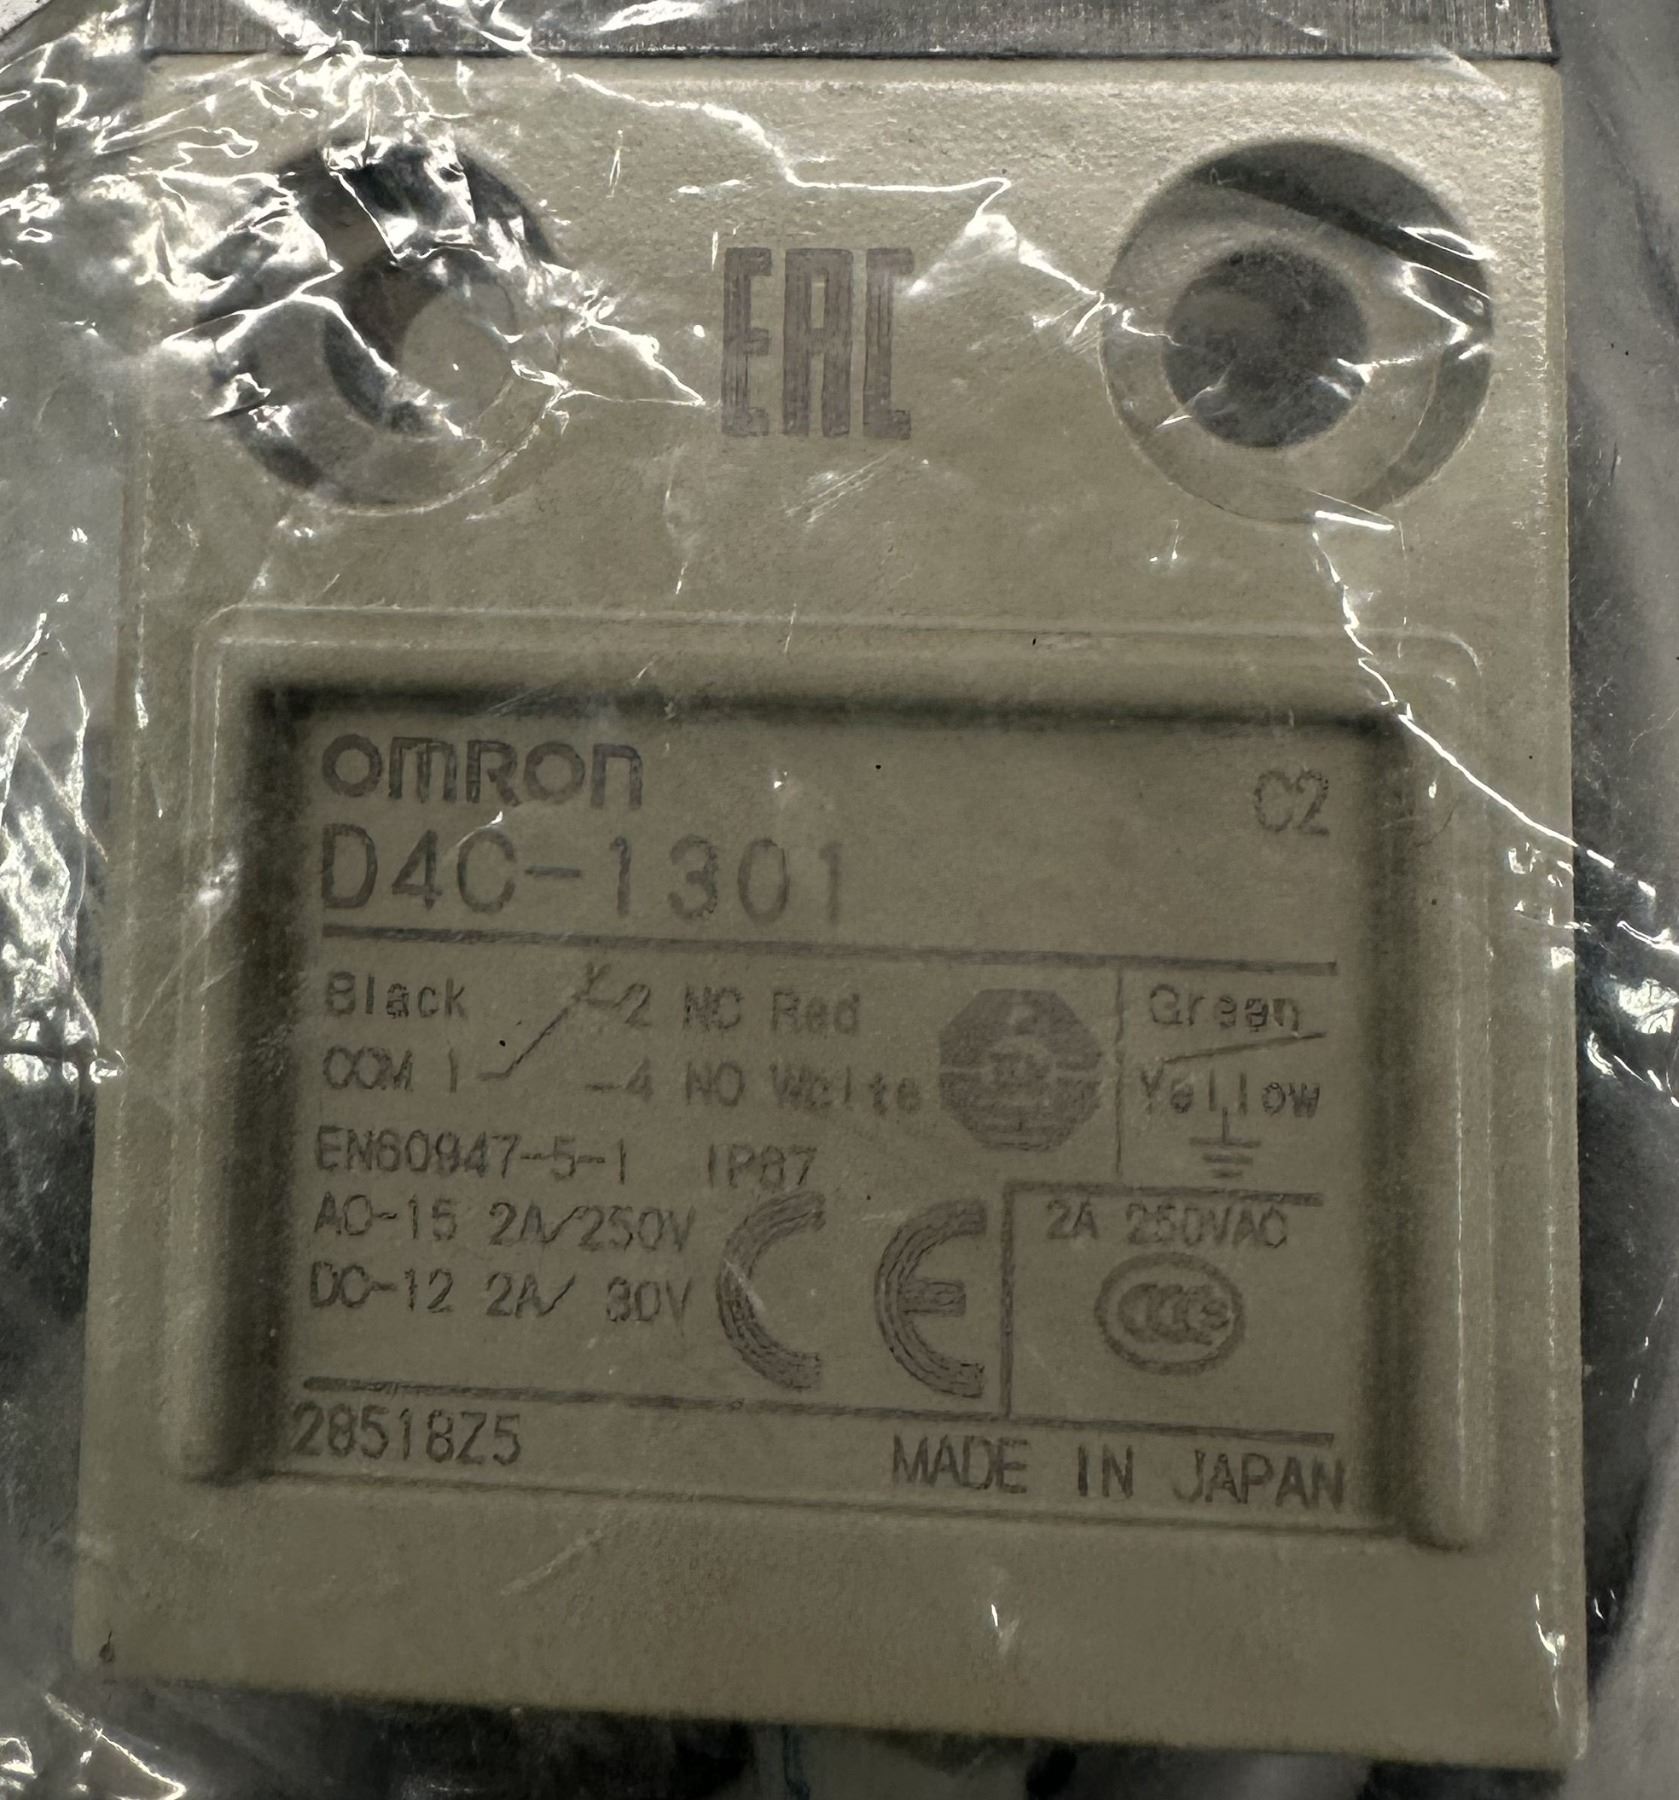 EAC
omron
C2
D4C-1301
Black 2 NC Red
COM 1 -4 NO White
Green
Yellow
EN60947-5-1 IP67
AC-15 2A/250V
DC-12 2A/ 30V
CE
2A 250VAC
CCC
28518Z5
MADE IN JAPAN